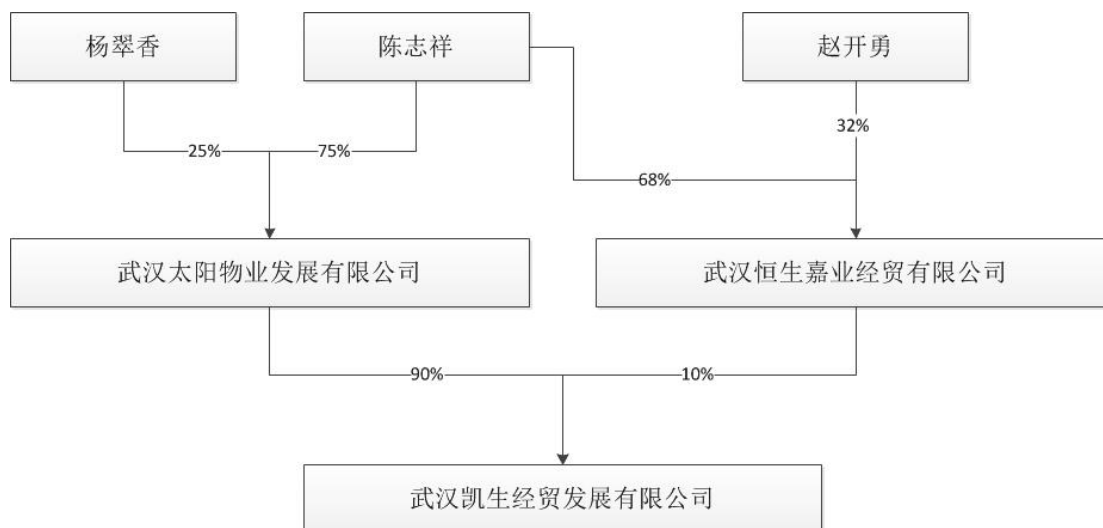 杨翠香
陈志祥
赵开勇
32%
25%
75%
68%
武汉太阳物业发展有限公司
武汉恒生嘉业经贸有限公司
90%
10%
武汉凯生经贸发展有限公司